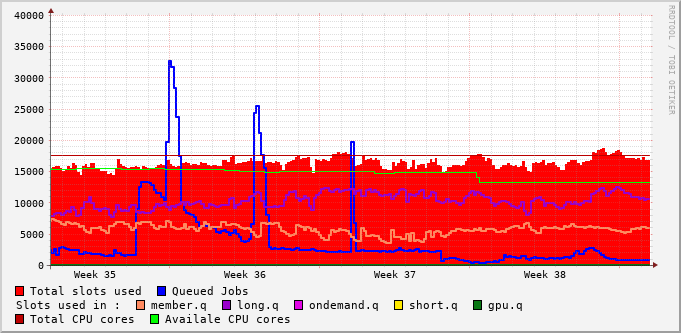 RRDTOOL / TOBI OETIKER
40000
35000
30000
25000
20000
15000
10000
5000
0
Week 35 Week 36 Week 37 Week 38
Total slots used Queued Jobs
Slots used in : member.q long.q ondemand.q short.q gpu.q
Total CPU cores Availale CPU cores